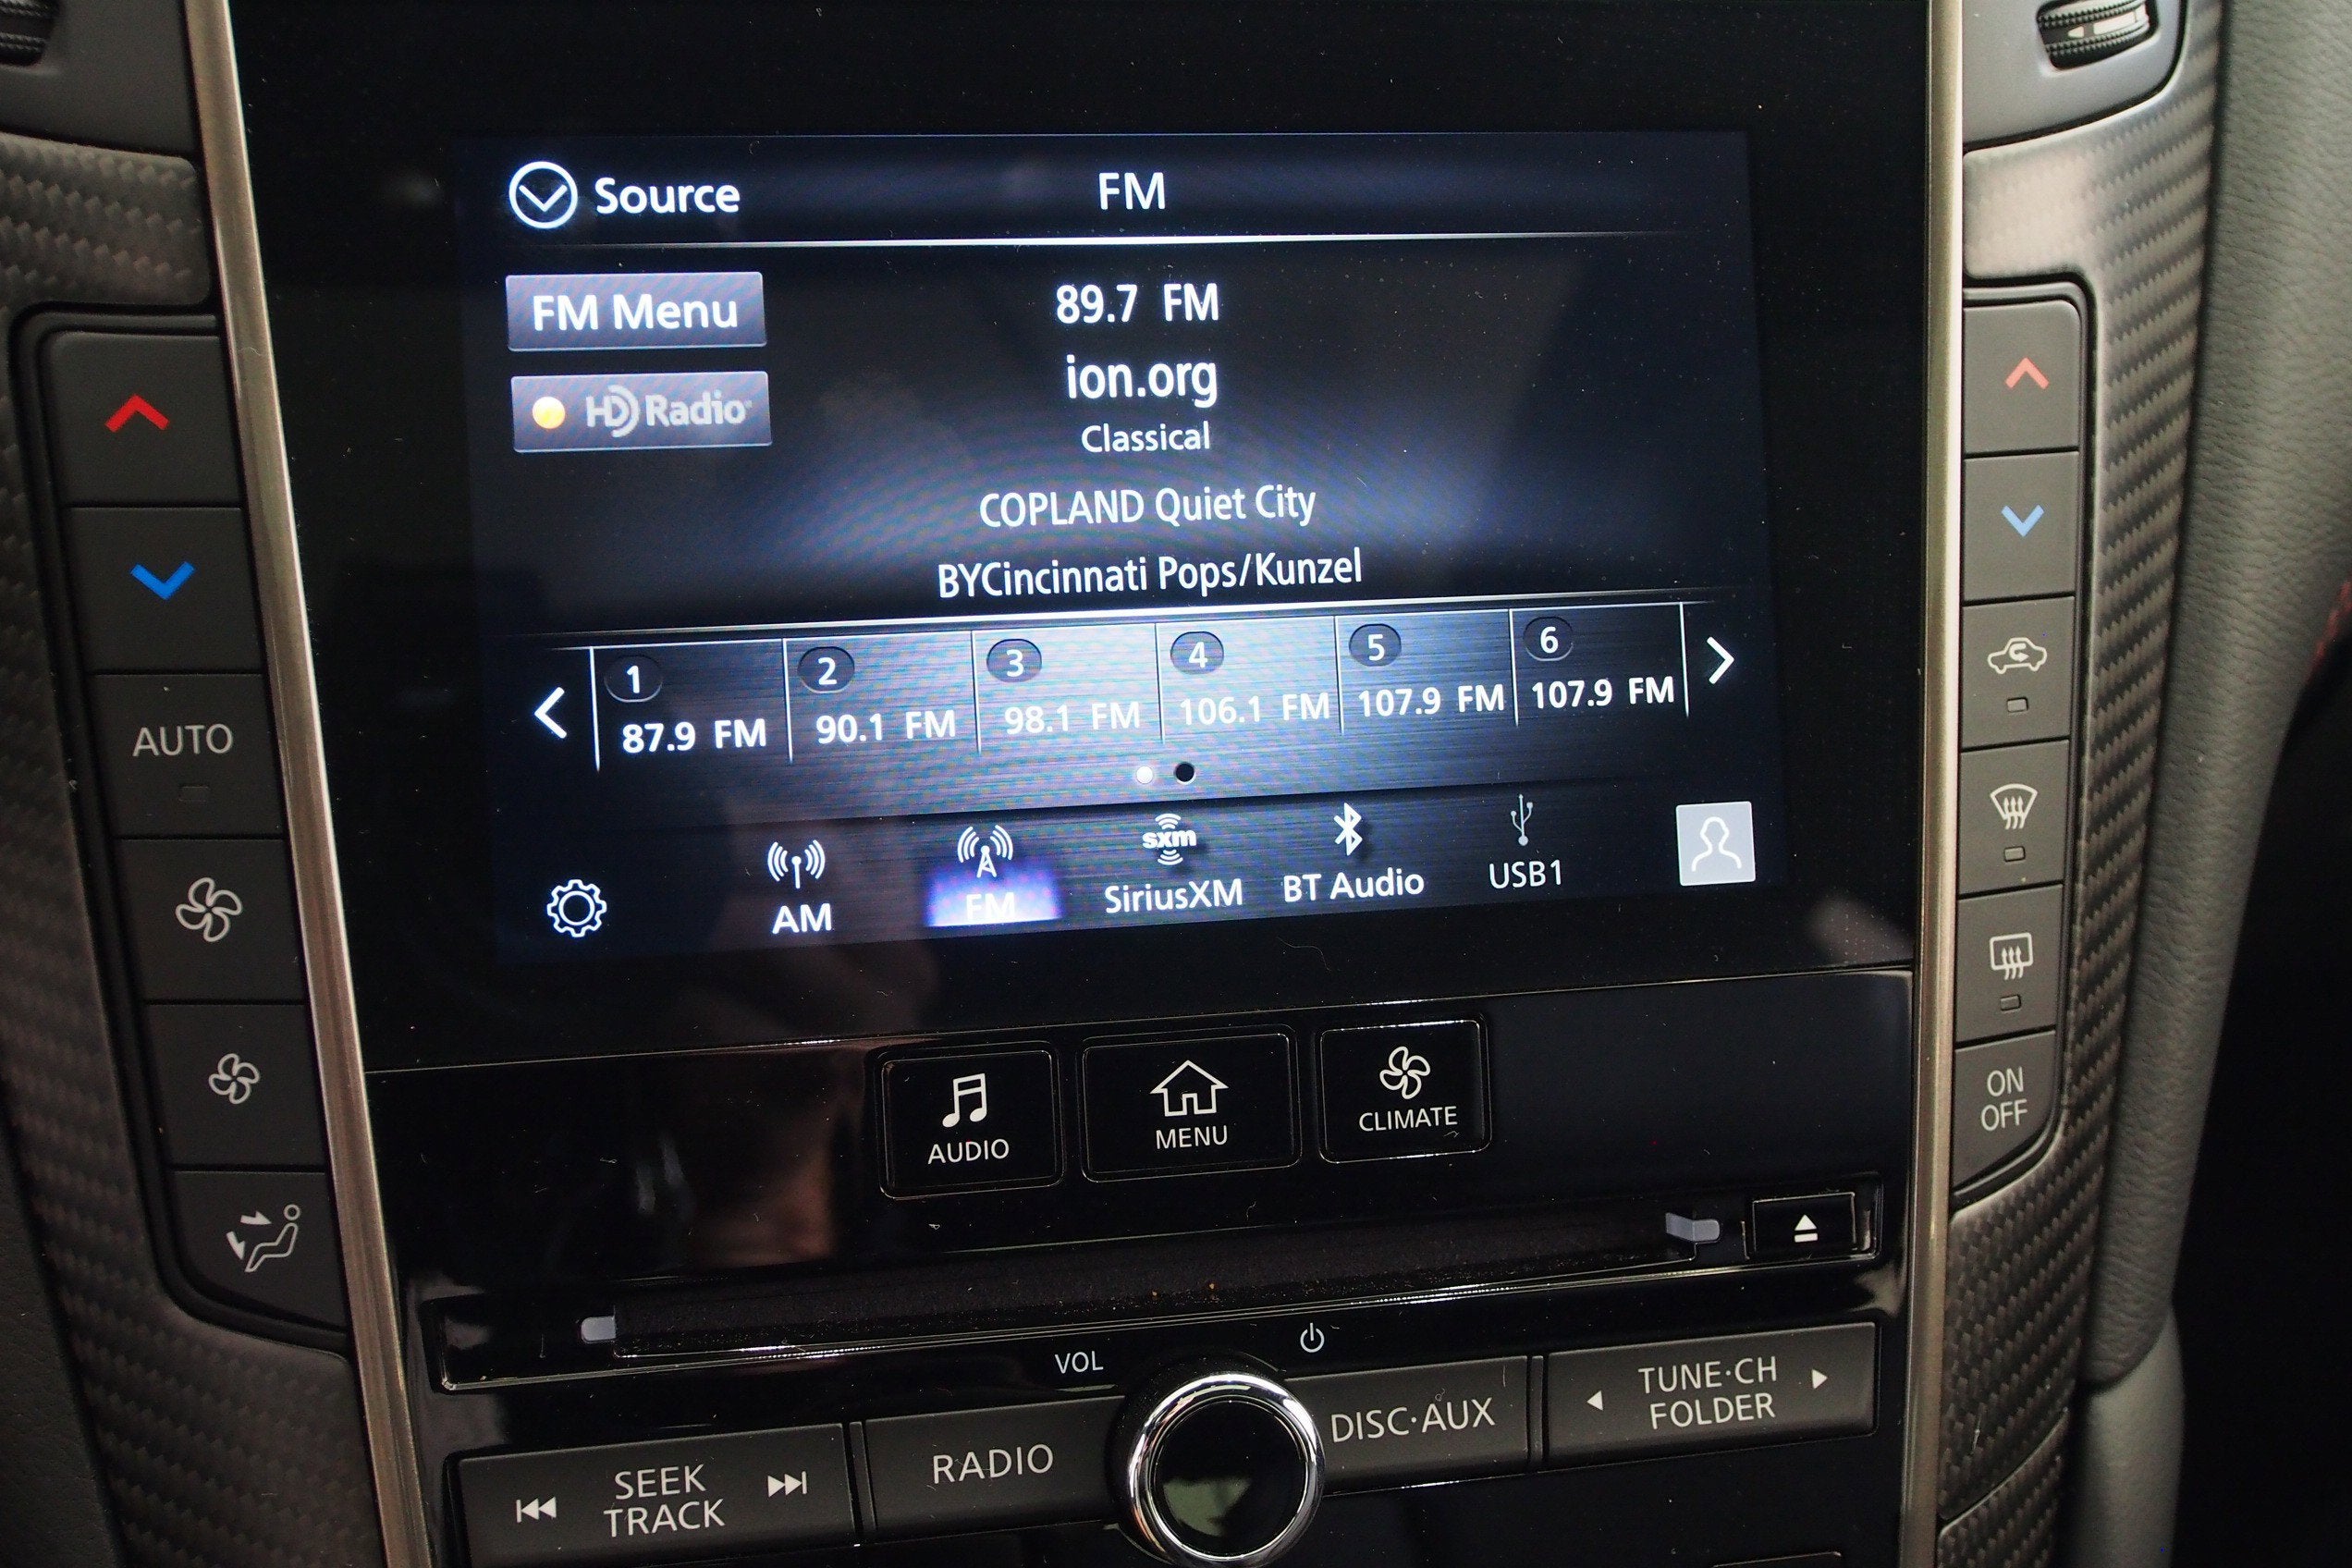 Source
FM
FM Menu
89.7 FM
HD Radio
ion.org
Classical
COPLAND Quiet City
BYCincinnati Pops/Kunzel
1
2
3
4
5
6
87.9 FM
90.1 FM
98.1 FM
106.1 FM
107.9 FM
107.9 FM
AM
FM
sxm
SiriusXM
BT Audio
USB1
AUTO
AUDIO
MENU
CLIMATE
ON
OFF
VOL
SEEK
TRACK
RADIO
DISC·AUX
TUNE·CH
FOLDER